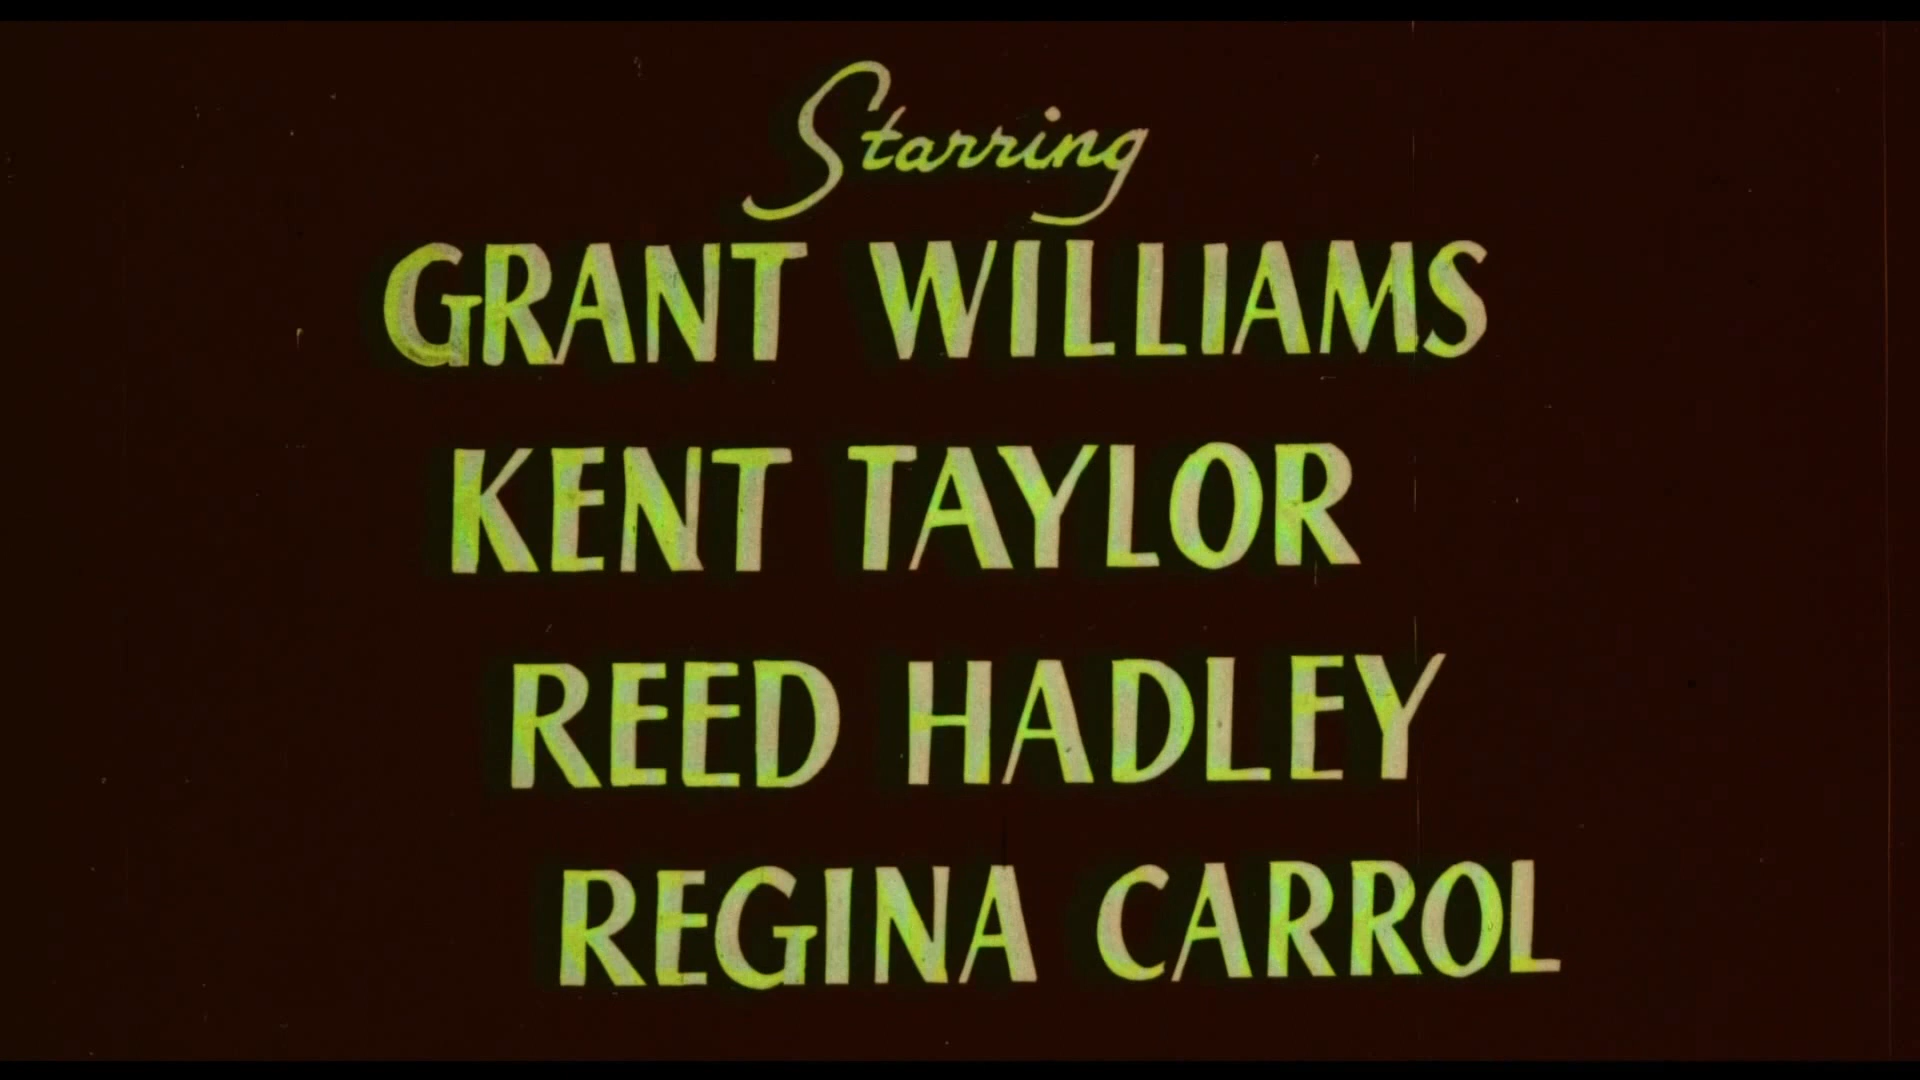 Starring
GRANT WILLIAMS
KENT TAYLOR
REED HADLEY
REGINA CARROL